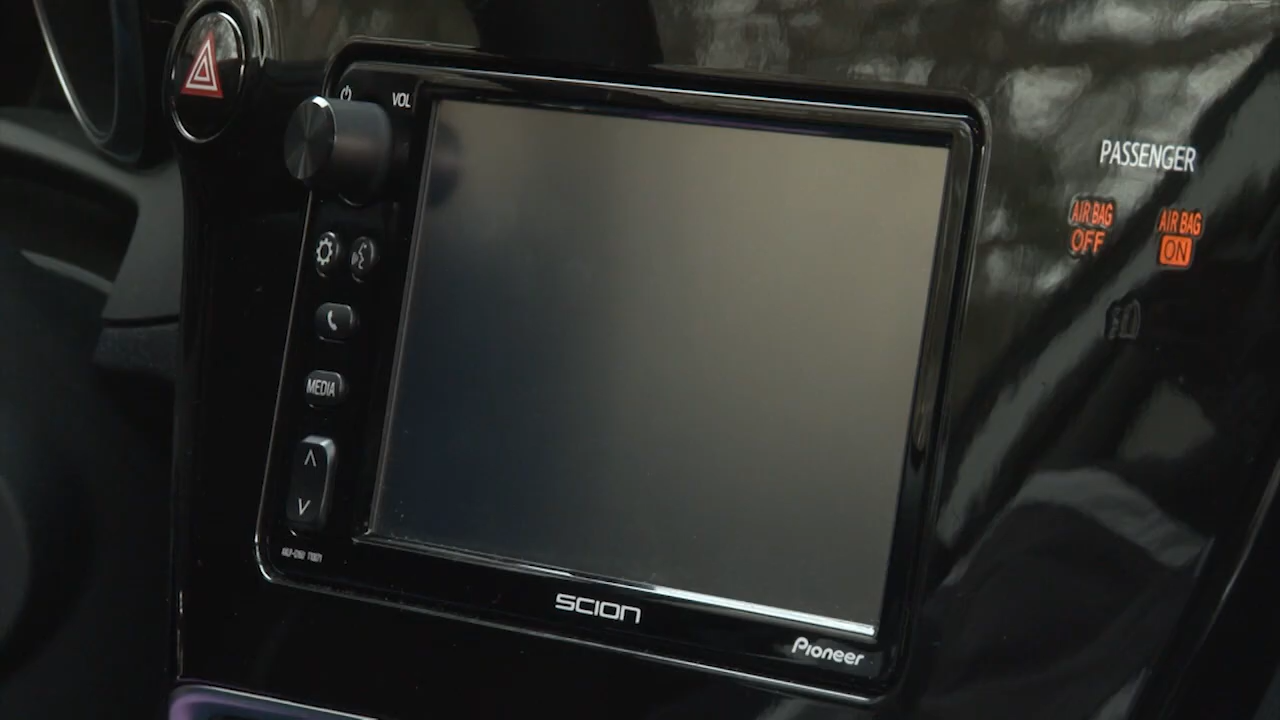 VOL
PASSENGER
AIR BAG
OFF
AIR BAG
ON
MEDIA
SCION
Pioneer